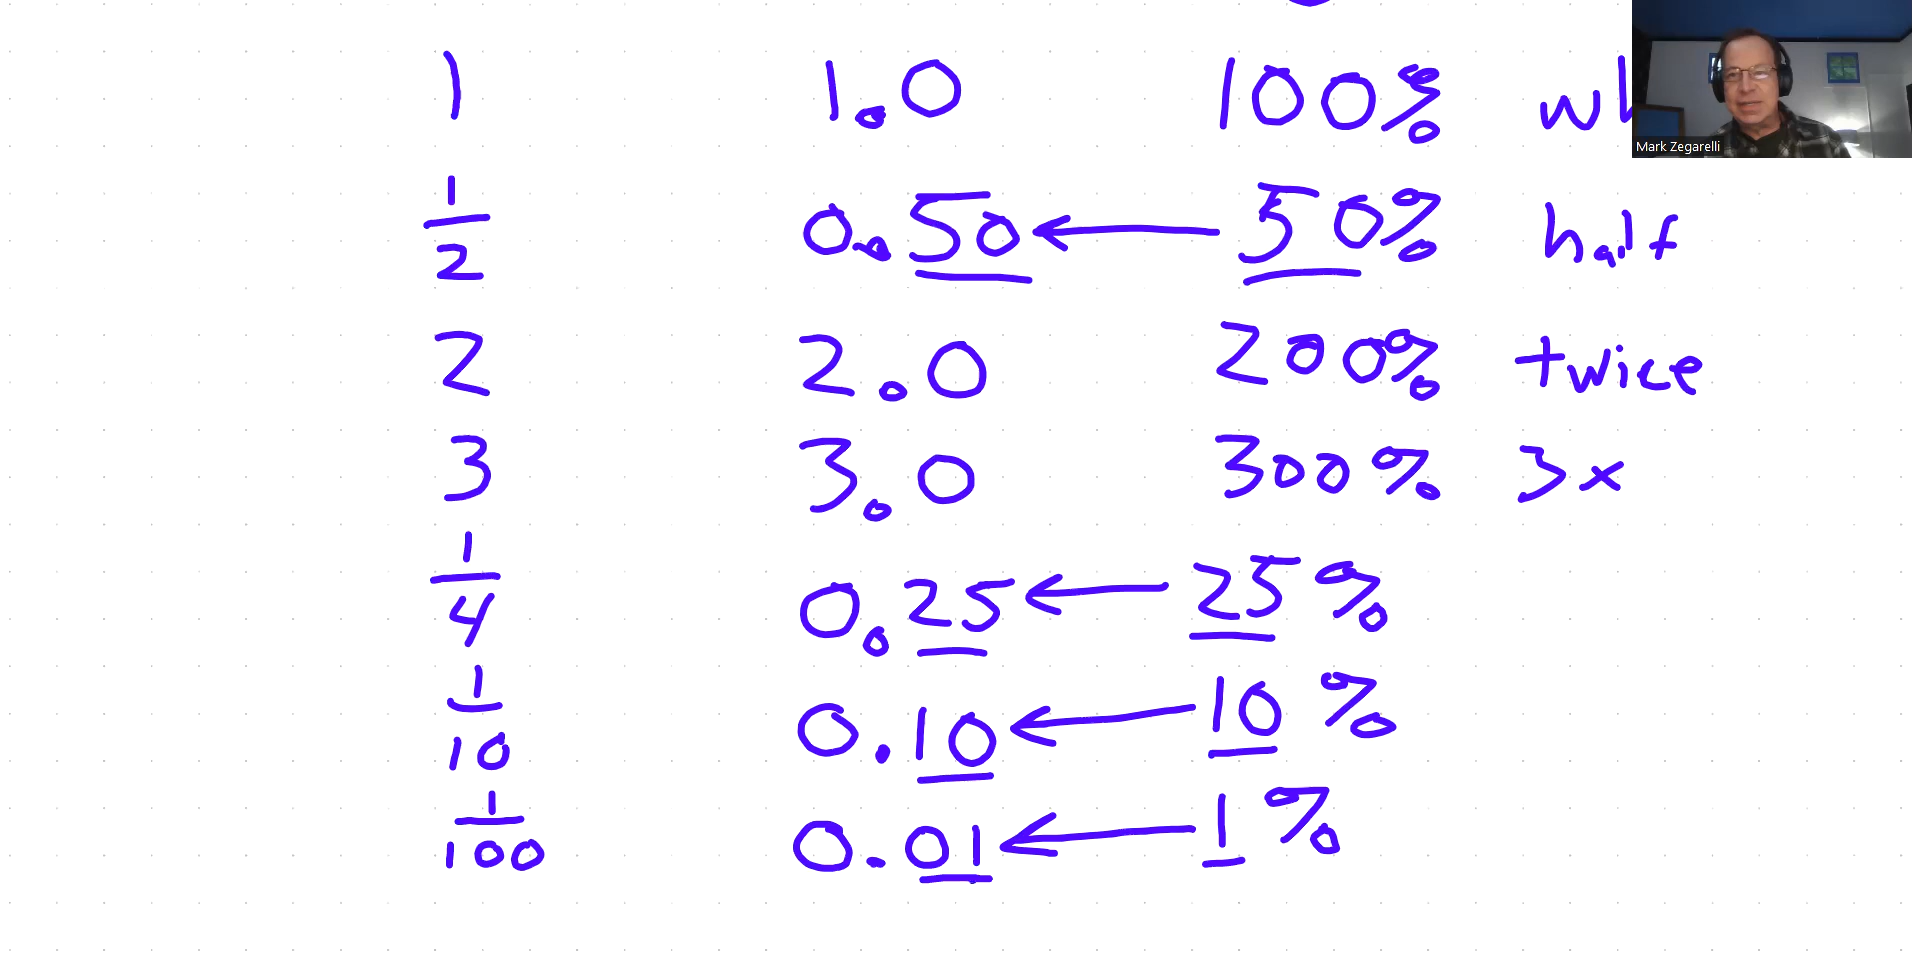 1 1.0 100%
Mark Zegarelli
1/2 0.50 ← 50% half
2 2.0 200% twice
3 3.0 300% 3x
1/4 0.25 ← 25%
1/10 0.10 ← 10%
1/100 0.01 ← 1%